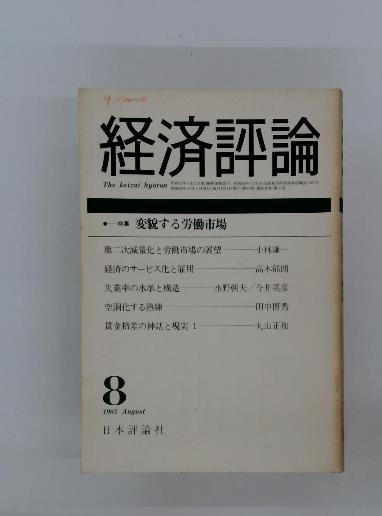 経済評論
The keizai hyōron
●—特集 変貌する労働市場
第二次減量化と労働市場の展望——小林謙一
経済のサービス化と雇用——高木郁朗
失業率の水準と構造——水野朝夫/今井英彦
空洞化する熟練——田中博秀
賃金格差の神話と現実 1——丸山正和
8
1983 August
日本評論社